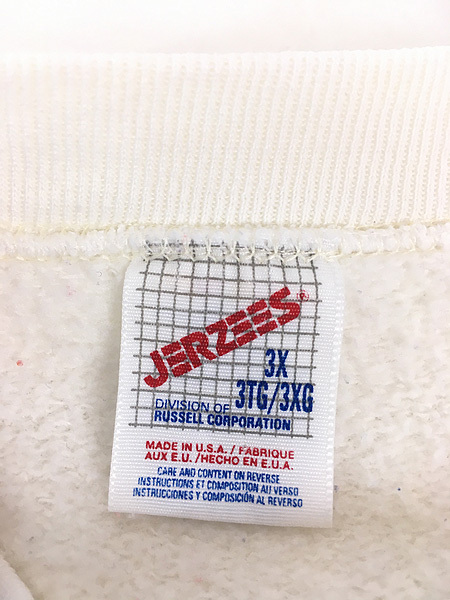 JERZEES®
3X
3TG/3XG
DIVISION OF
RUSSELL CORPORATION
MADE IN U.S.A. / FABRIQUE
AUX E.U. /HECHO EN E.U.A.
CARE AND CONTENT ON REVERSE
INSTRUCTIONS ET COMPOSITION AU VERSO
INSTRUCCIONES Y COMPOSICIÓN AL REVERSO